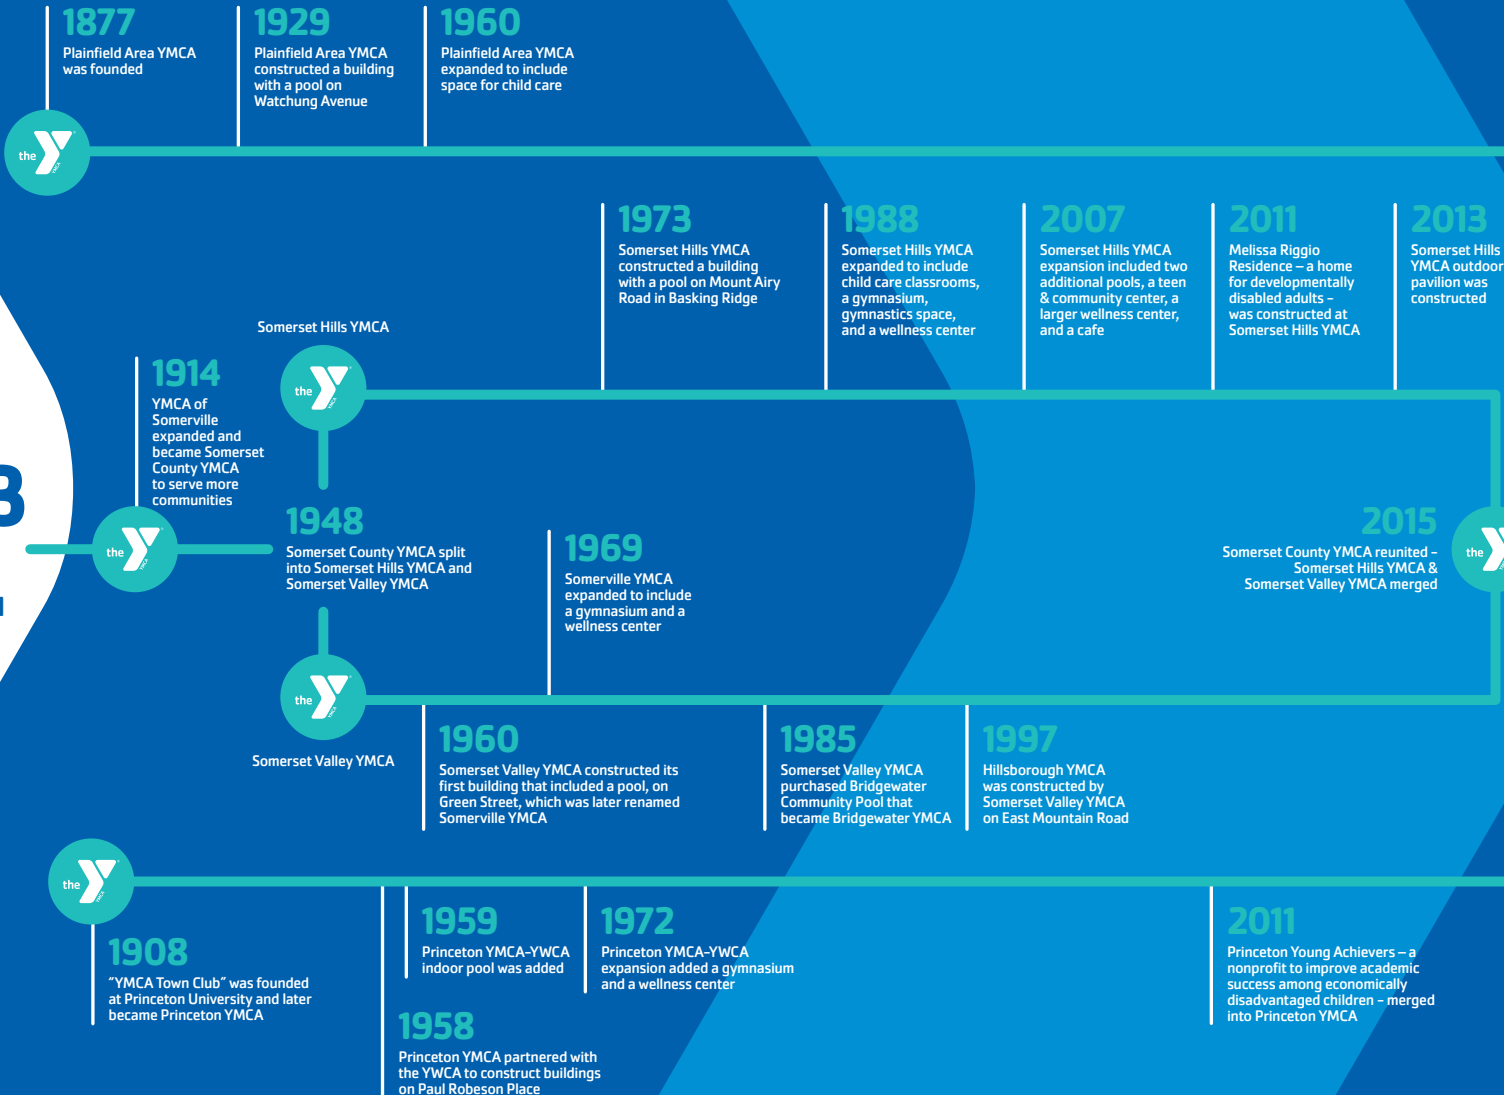 1877
Plainfield Area YMCA
was founded
1929
Plainfield Area YMCA
constructed a building
with a pool on
Watchung Avenue
1960
Plainfield Area YMCA
expanded to include
space for child care
the
YMCA
1973
Somerset Hills YMCA
constructed a building
with a pool on Mount Airy
Road in Basking Ridge
1988
Somerset Hills YMCA
expanded to include
child care classrooms,
a gymnasium,
gymnastics space,
and a wellness center
2007
Somerset Hills YMCA
expansion included two
additional pools, a teen
& community center, a
larger wellness center,
and a cafe
2011
Melissa Riggio
Residence – a home
for developmentally
disabled adults –
was constructed at
Somerset Hills YMCA
2013
Somerset Hills
YMCA outdoor
pavilion was
constructed
Somerset Hills YMCA
the
YMCA
1914
YMCA of
Somerville
expanded and
became Somerset
County YMCA
to serve more
communities
3
the
YMCA
1948
Somerset County YMCA split
into Somerset Hills YMCA and
Somerset Valley YMCA
1969
Somerville YMCA
expanded to include
a gymnasium and a
wellness center
2015
Somerset County YMCA reunited –
Somerset Hills YMCA &
Somerset Valley YMCA merged
the
the
YMCA
Somerset Valley YMCA
1960
Somerset Valley YMCA constructed its
first building that included a pool, on
Green Street, which was later renamed
Somerville YMCA
1985
Somerset Valley YMCA
purchased Bridgewater
Community Pool that
became Bridgewater YMCA
1997
Hillsborough YMCA
was constructed by
Somerset Valley YMCA
on East Mountain Road
the
YMCA
1908
"YMCA Town Club" was founded
at Princeton University and later
became Princeton YMCA
1959
Princeton YMCA–YWCA
indoor pool was added
1972
Princeton YMCA–YWCA
expansion added a gymnasium
and a wellness center
2011
Princeton Young Achievers – a
nonprofit to improve academic
success among economically
disadvantaged children – merged
into Princeton YMCA
1958
Princeton YMCA partnered with
the YWCA to construct buildings
on Paul Robeson Place